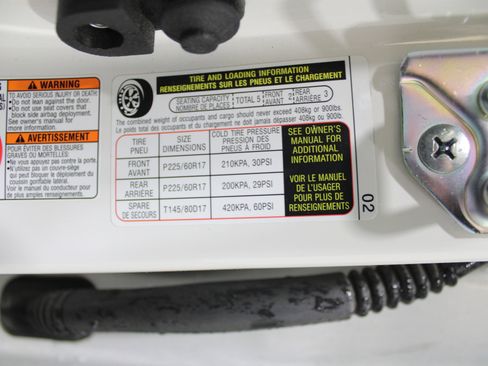 WARNING
TO AVOID SERIOUS INJURY OR DEATH
●Do not lean against the door.
●Do not use seat covers that
block side airbag deployment.
●See owner's manual for
more information.
AVERTISSEMENT
POUR ÉVITER DES BLESSURES
GRAVES OU MORTELLES:
●Ne vous appuyez pas contre la porte.
●N'utilisez pas un couvre-siège
qui peut bloquer le déploiement du
coussin gonflable latéral.
Voir le manuel du conducteur pour de
plus amples informations.
TIRE AND LOADING INFORMATION
RENSEIGNEMENTS SUR LES PNEUS ET LE CHARGEMENT
SEATING CAPACITY
NOMBRE DE PLACES
TOTAL 5
FRONT
AVANT
2
REAR
ARRIÈRE
3
The combined weight of occupants and cargo should never exceed 408kg or 900lbs.
Le poids total des occupants et du chargement ne doit jamais dépasser 408kg ou 900lb.
TIRE
PNEU
SIZE
DIMENSIONS
COLD TIRE PRESSURE
PRESSION DES
PNEUS À FROID
FRONT
AVANT
P225/60R17
210KPA, 30PSI
REAR
ARRIÈRE
P225/60R17
200KPA, 29PSI
SPARE
DE SECOURS
T145/80D17
420KPA, 60PSI
SEE OWNER'S
MANUAL FOR
ADDITIONAL
INFORMATION
VOIR LE MANUEL
DE L'USAGER
POUR PLUS DE
RENSEIGNEMENTS
02